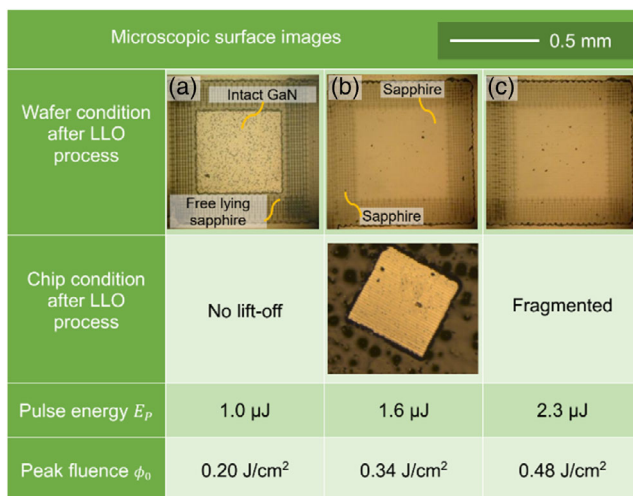 Microscopic surface images
0.5 mm
Wafer condition
after LLO
process
(a)
Intact GaN
Free lying
sapphire
(b)
Sapphire
Sapphire
(c)
Chip condition
after LLO
process
No lift-off
Fragmented
Pulse energy E_P
1.0 µJ
1.6 µJ
2.3 µJ
Peak fluence ϕ₀
0.20 J/cm²
0.34 J/cm²
0.48 J/cm²